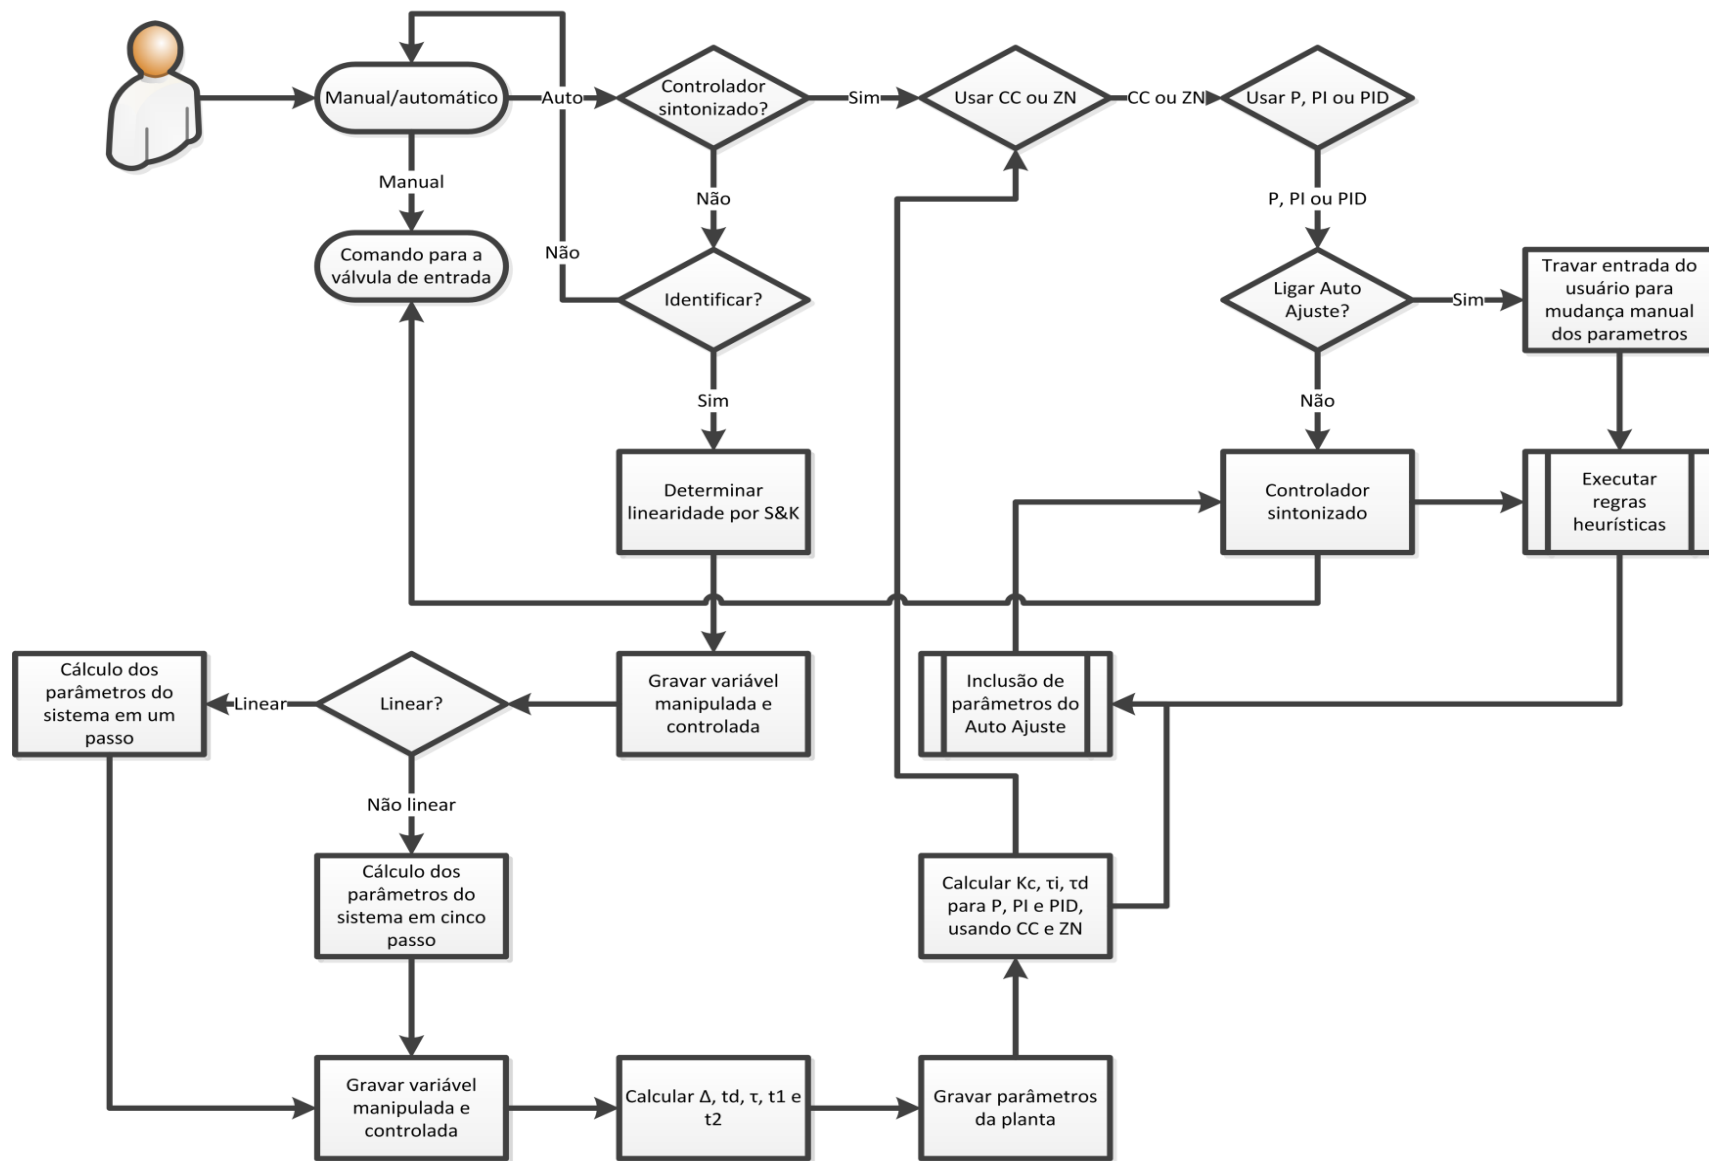 Manual/automático
Auto
Controlador
sintonizado?
Sim
Usar CC ou ZN
CC ou ZN
Usar P, PI ou PID
Manual
Não
P, PI ou PID
Comando para a
válvula de entrada
Não
Identificar?
Ligar Auto
Ajuste?
Sim
Travar entrada do
usuário para
mudança manual
dos parametros
Sim
Não
Determinar
linearidade por S&K
Controlador
sintonizado
Executar
regras
heurísticas
Cálculo dos
parâmetros do
sistema em um
passo
Linear
Linear?
Gravar variável
manipulada e
controlada
Inclusão de
parâmetros do
Auto Ajuste
Não linear
Cálculo dos
parâmetros do
sistema em cinco
passo
Calcular Kc, τi, τd
para P, PI e PID,
usando CC e ZN
Gravar variável
manipulada e
controlada
Calcular Δ, td, τ, t1 e
t2
Gravar parâmetros
da planta